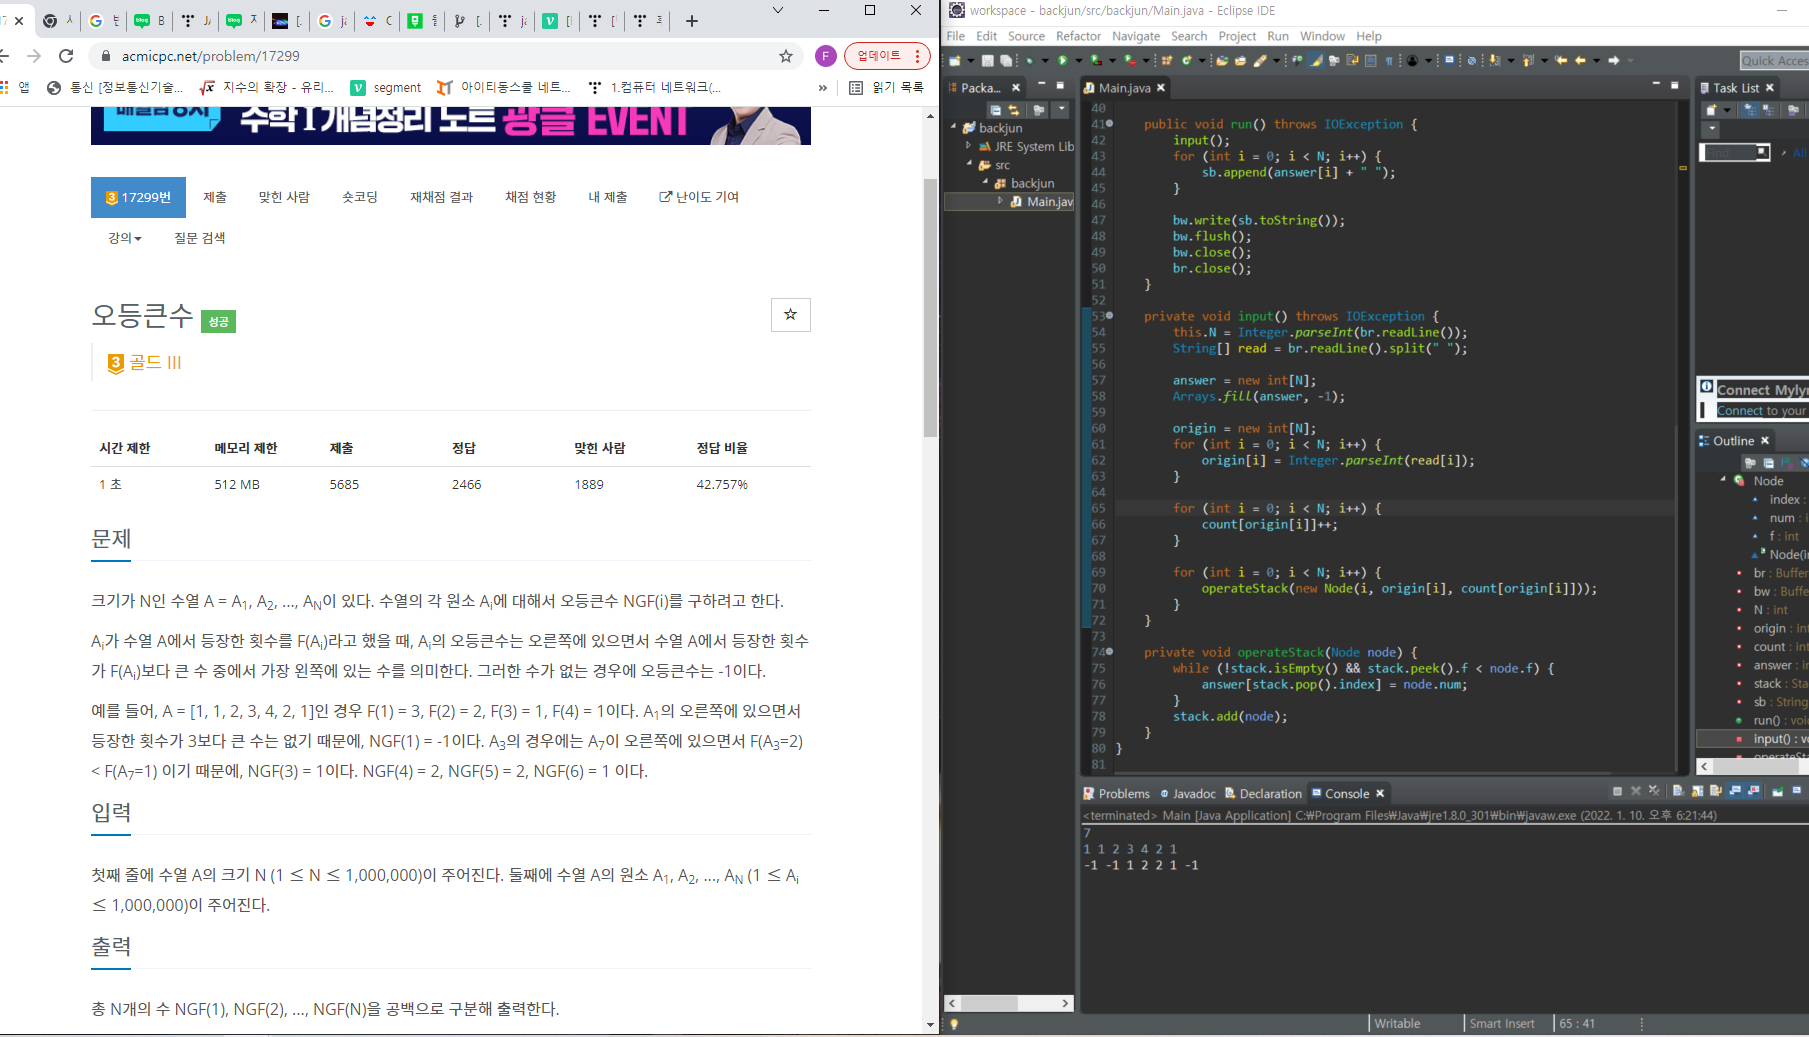 acmicpc.net/problem/17299
업데이트
앱
통신 [정보통신기술...
지수의 확장 - 유리...
segment
아이티동스쿨 네트...
1.컴퓨터 네트워크(...
»
읽기 목록
수학Ⅰ개념정리 노트 광클 EVENT
17299번
제출
맞힌 사람
숏코딩
재채점 결과
채점 현황
내 제출
난이도 기여
강의
질문 검색
오등큰수 성공
3 골드 III
시간 제한 메모리 제한 제출 정답 맞힌 사람 정답 비율
1 초 512 MB 5685 2466 1889 42.757%
문제
크기가 N인 수열 A = A1, A2, ..., AN이 있다. 수열의 각 원소 Ai에 대해서 오등큰수 NGF(i)를 구하려고 한다.
Ai가 수열 A에서 등장한 횟수를 F(Ai)라고 했을 때, Ai의 오등큰수는 오른쪽에 있으면서 수열 A에서 등장한 횟수
가 F(Ai)보다 큰 수 중에서 가장 왼쪽에 있는 수를 의미한다. 그러한 수가 없는 경우에 오등큰수는 -1이다.
예를 들어, A = [1, 1, 2, 3, 4, 2, 1]인 경우 F(1) = 3, F(2) = 2, F(3) = 1, F(4) = 1이다. A1의 오른쪽에 있으면서
등장한 횟수가 3보다 큰 수는 없기 때문에, NGF(1) = -1이다. A3의 경우에는 A7이 오른쪽에 있으면서 F(A3=2)
< F(A7=1) 이기 때문에, NGF(3) = 1이다. NGF(4) = 2, NGF(5) = 2, NGF(6) = 1 이다.
입력
첫째 줄에 수열 A의 크기 N (1 ≤ N ≤ 1,000,000)이 주어진다. 둘째에 수열 A의 원소 A1, A2, ..., AN (1 ≤ Ai
≤ 1,000,000)이 주어진다.
출력
총 N개의 수 NGF(1), NGF(2), ..., NGF(N)을 공백으로 구분해 출력한다.
workspace - backjun/src/backjun/Main.java - Eclipse IDE
File Edit Source Refactor Navigate Search Project Run Window Help
Quick Acces
Packa...
backjun
JRE System Lib
src
backjun
Main.jav
Main.java
40
41 public void run() throws IOException {
42 input();
43 for (int i = 0; i < N; i++) {
44 sb.append(answer[i] + " ");
45 }
46
47 bw.write(sb.toString());
48 bw.flush();
49 bw.close();
50 br.close();
51 }
52
53 private void input() throws IOException {
54 this.N = Integer.parseInt(br.readLine());
55 String[] read = br.readLine().split(" ");
56
57 answer = new int[N];
58 Arrays.fill(answer, -1);
59
60 origin = new int[N];
61 for (int i = 0; i < N; i++) {
62 origin[i] = Integer.parseInt(read[i]);
63 }
64
65 for (int i = 0; i < N; i++) {
66 count[origin[i]]++;
67 }
68
69 for (int i = 0; i < N; i++) {
70 operateStack(new Node(i, origin[i], count[origin[i]]));
71 }
72 }
73
74 private void operateStack(Node node) {
75 while (!stack.isEmpty() && stack.peek().f < node.f) {
76 answer[stack.pop().index] = node.num;
77 }
78 stack.add(node);
79 }
80 }
81
Task List
Find
All
Connect Mylyn
Connect to your
Outline
Node
index :
num : i
f : int
Node(in
br : Buffer
bw : Buffe
N : int
origin : int
count : int
answer : in
stack : Sta
sb : String
run() : voi
input() : vo
operateSta
Problems Javadoc Declaration Console
<terminated> Main [Java Application] C:₩Program Files₩Java₩jre1.8.0_301₩bin₩javaw.exe (2022. 1. 10. 오후 6:21:44)
7
1 1 2 3 4 2 1
-1 -1 1 2 2 1 -1
Writable
Smart Insert
65 : 41